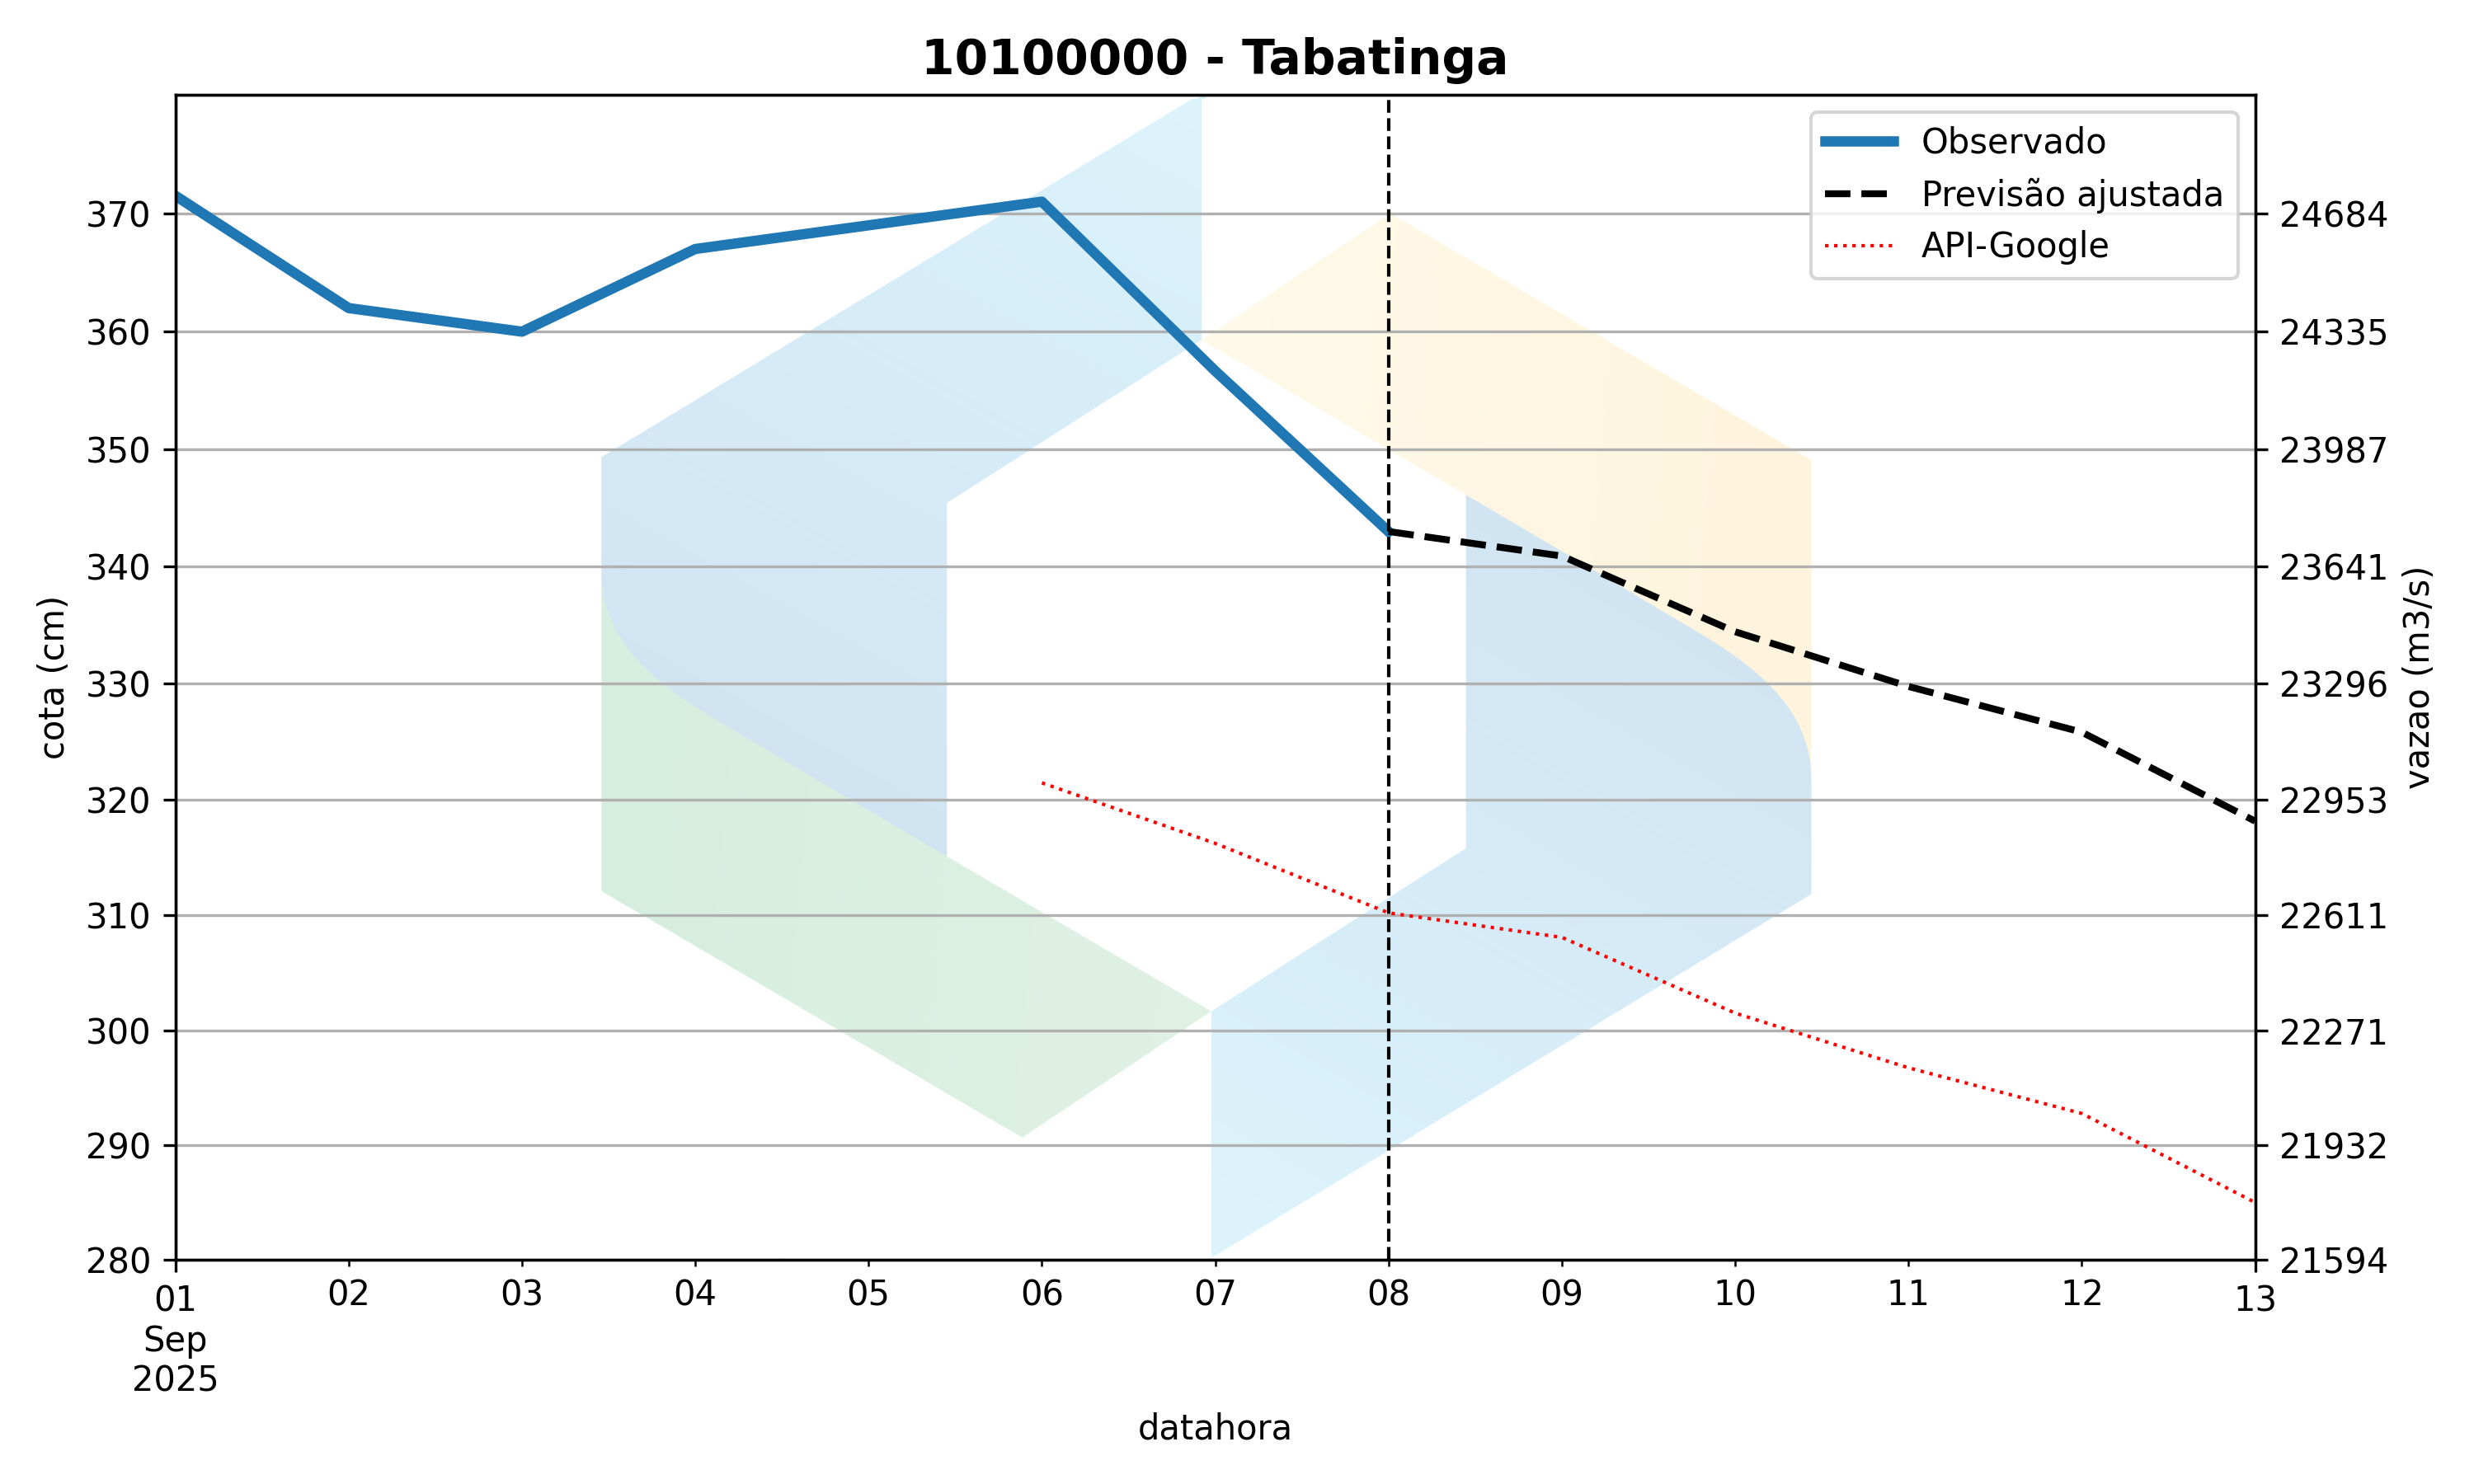 10100000 - Tabatinga
Observado
Previsão ajustada
API-Google
370
360
350
340
330
320
310
300
290
280
cota (cm)
24684
24335
23987
23641
23296
22953
22611
22271
21932
21594
vazao (m3/s)
01 02 03 04 05 06 07 08 09 10 11 12 13
Sep
2025
datahora